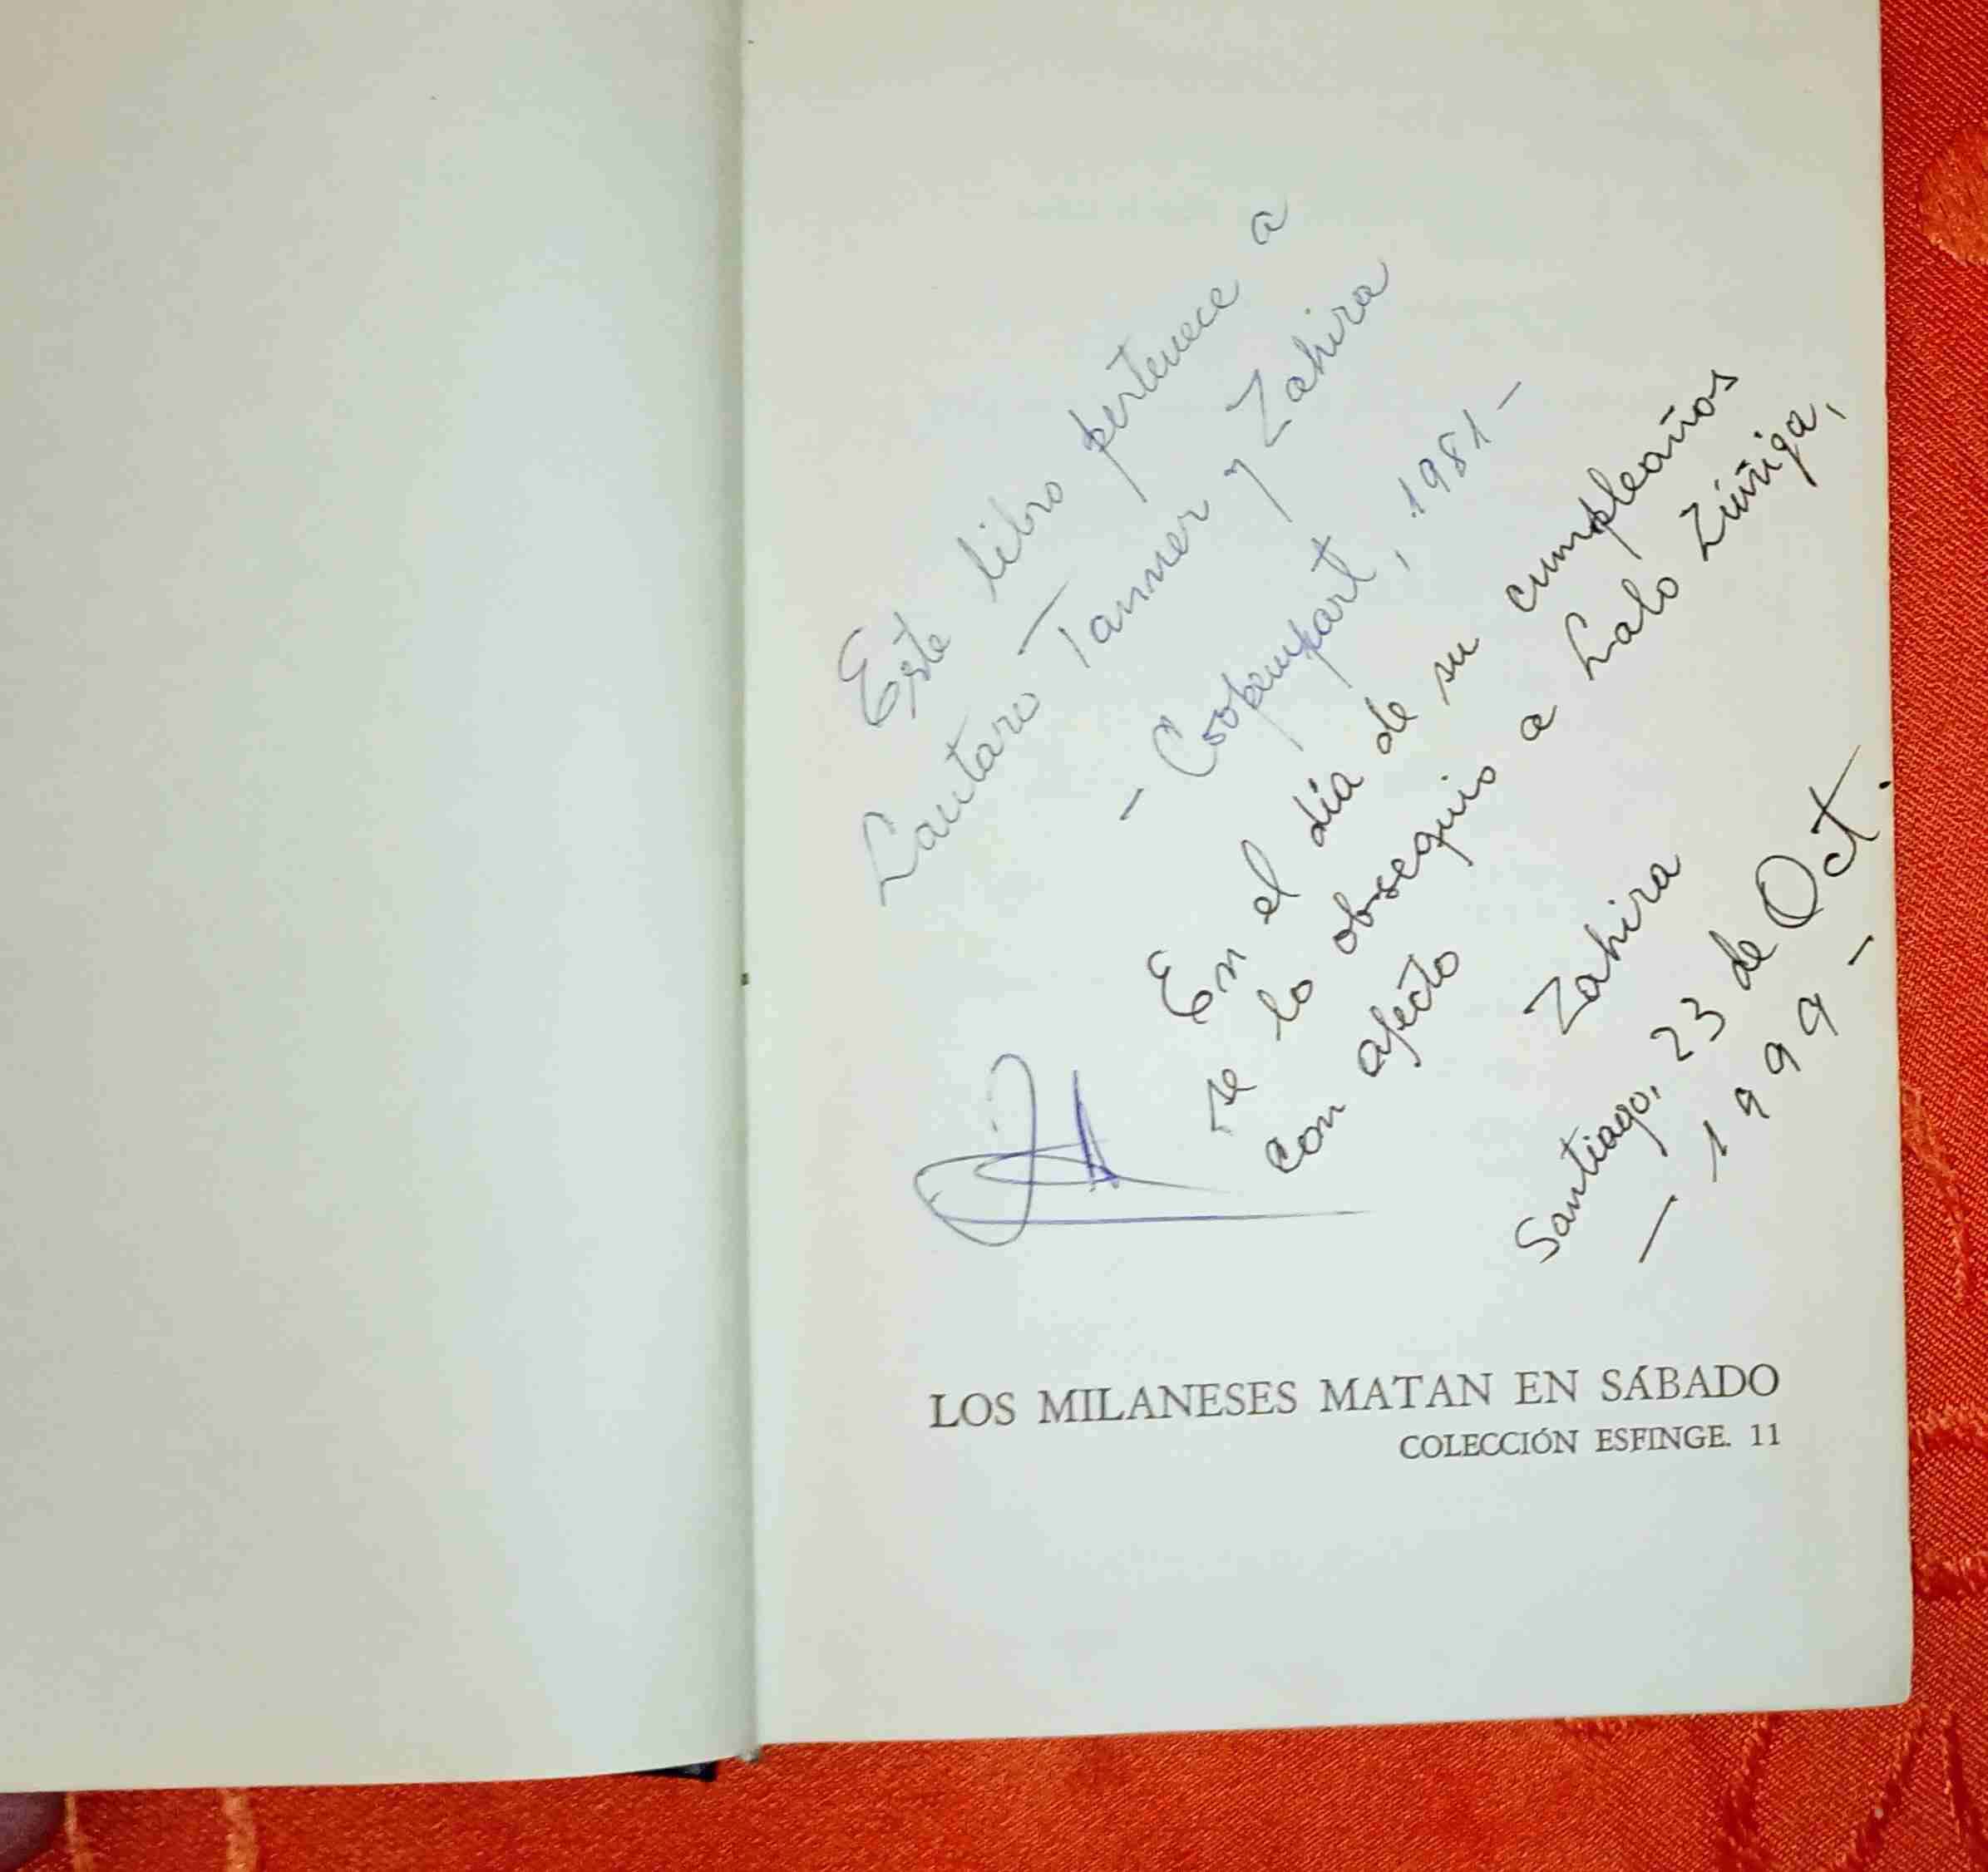 Este libro pertenece a
Lautaro Tanner y Zahira
- Coopempart, 1981-
En el día de su cumpleaños
se lo obsequio a Lalo Zúñiga,
con afecto
Zahira
Santiago, 23 de Oct.
- 1999 -
LOS MILANESES MATAN EN SÁBADO
COLECCIÓN ESFINGE. 11